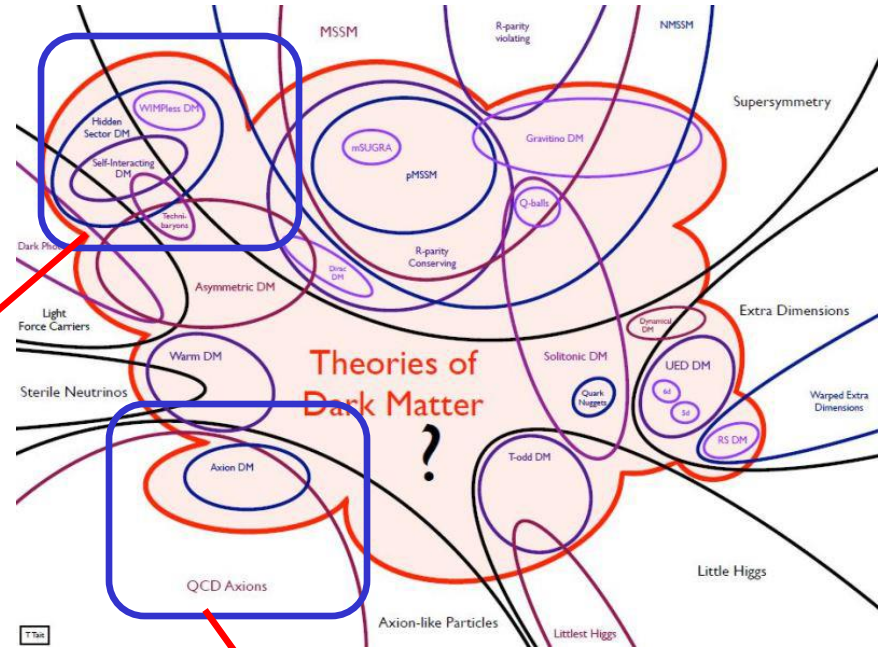 MSSM
R-parity
violating
NMSSM
Supersymmetry
WIMPless DM
Hidden
Sector DM
Self-Interacting
DM
Techni-
baryons
mSUGRA
pMSSM
Gravitino DM
Q-balls
R-parity
Conserving
Dirac
DM
Dark
Asymmetric DM
Light
Force Carriers
Extra Dimensions
Dynamical
DM
UED DM
6d
5d
Warm DM
Solitonic DM
Quark
Nuggets
Sterile Neutrinos
Theories of
Dark Matter
?
Warped Extra
Dimensions
RS DM
Axion DM
T-odd DM
QCD Axions
Axion-like Particles
Littlest Higgs
Little Higgs
T Tait